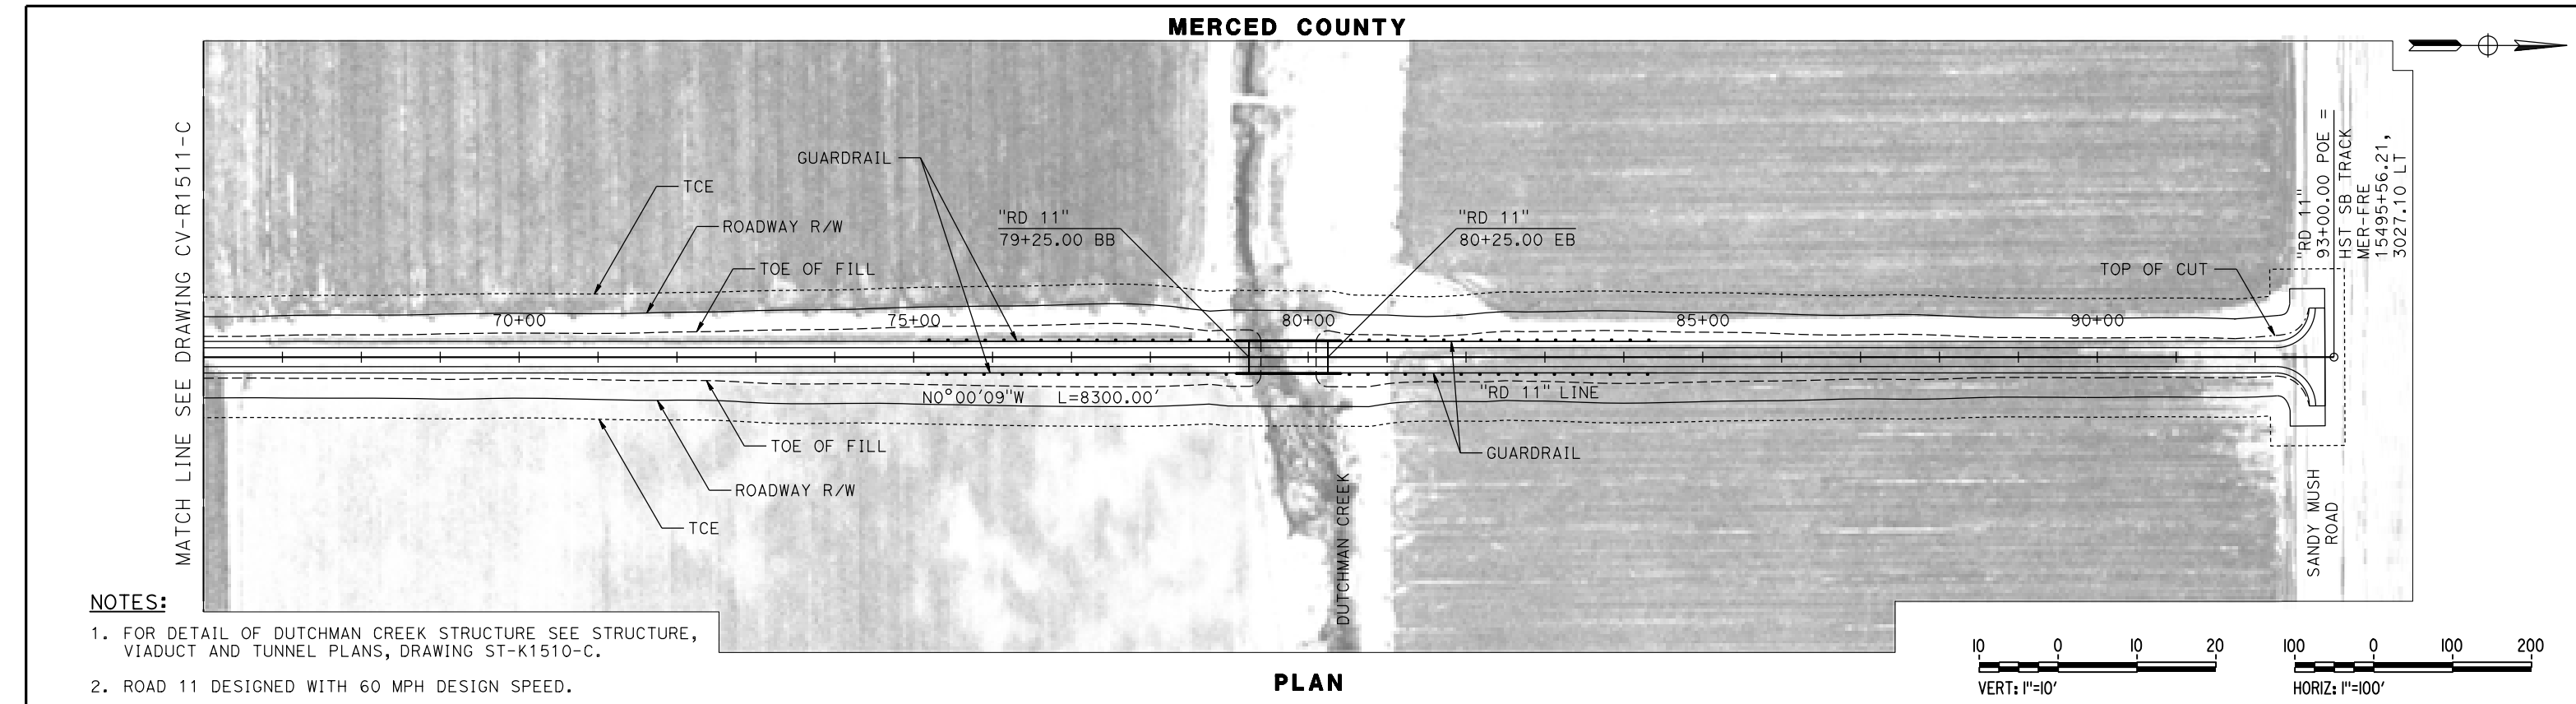 MERCED COUNTY
MATCH LINE SEE DRAWING CV-R1511-C
GUARDRAIL
TCE
ROADWAY R/W
TOE OF FILL
"RD 11"
79+25.00 BB
"RD 11"
80+25.00 EB
TOP OF CUT
"RD 11"
93+00.00 POE =
HST SB TRACK
MER-FRE
15495+56.21,
3027.10 LT
70+00
75+00
80+00
85+00
90+00
N0°00'09"W L=8300.00'
"RD 11" LINE
TOE OF FILL
GUARDRAIL
ROADWAY R/W
TCE
DUTCHMAN CREEK
SANDY MUSH
ROAD
NOTES:
1. FOR DETAIL OF DUTCHMAN CREEK STRUCTURE SEE STRUCTURE,
VIADUCT AND TUNNEL PLANS, DRAWING ST-K1510-C.
2. ROAD 11 DESIGNED WITH 60 MPH DESIGN SPEED.
PLAN
10 0 10 20
VERT: 1"=10'
100 0 100 200
HORIZ: 1"=100'